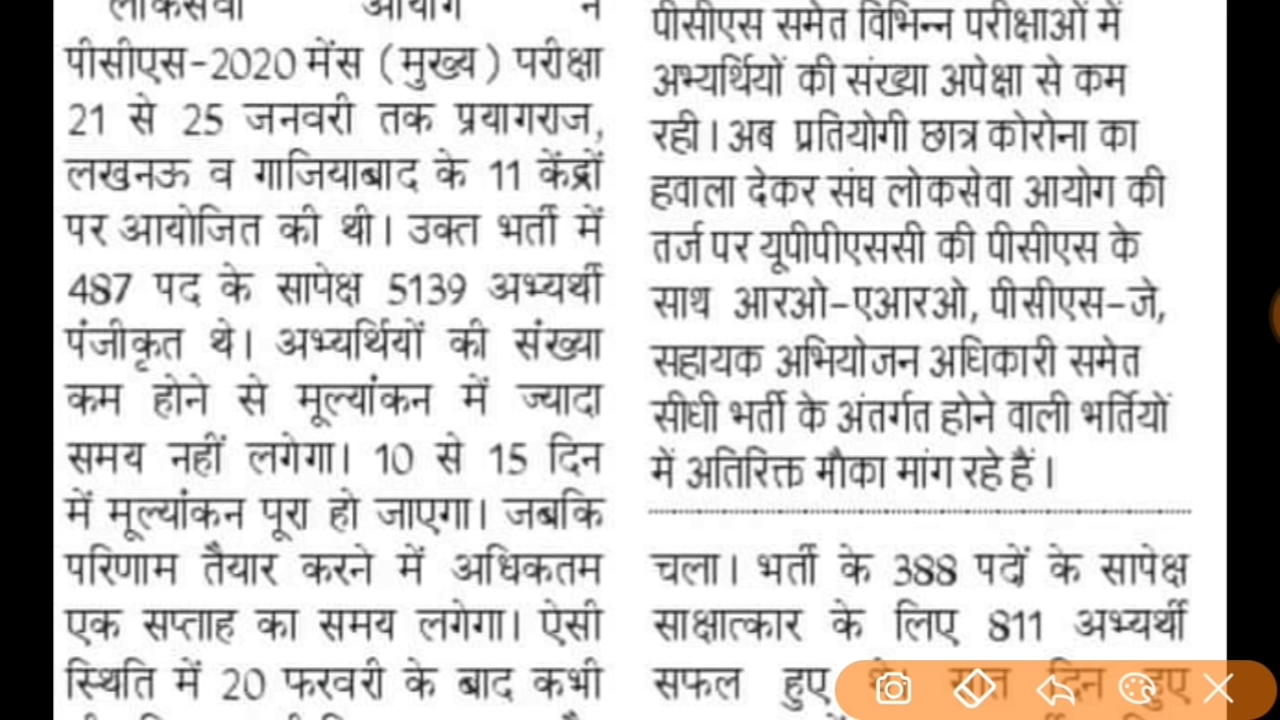 लोकसेवा आयोग ने
पीसीएस-2020 मेंस (मुख्य) परीक्षा
21 से 25 जनवरी तक प्रयागराज,
लखनऊ व गाजियाबाद के 11 केंद्रों
पर आयोजित की थी। उक्त भर्ती में
487 पद के सापेक्ष 5139 अभ्यर्थी
पंजीकृत थे। अभ्यर्थियों की संख्या
कम होने से मूल्यांकन में ज्यादा
समय नहीं लगेगा। 10 से 15 दिन
में मूल्यांकन पूरा हो जाएगा। जबकि
परिणाम तैयार करने में अधिकतम
एक सप्ताह का समय लगेगा। ऐसी
स्थिति में 20 फरवरी के बाद कभी
पीसीएस समेत विभिन्न परीक्षाओं में
अभ्यर्थियों की संख्या अपेक्षा से कम
रही। अब प्रतियोगी छात्र कोरोना का
हवाला देकर संघ लोकसेवा आयोग की
तर्ज पर यूपीपीएससी की पीसीएस के
साथ आरओ-एआरओ, पीसीएस-जे,
सहायक अभियोजन अधिकारी समेत
सीधी भर्ती के अंतर्गत होने वाली भर्तियों
में अतिरिक्त मौका मांग रहे हैं।
चला। भर्ती के 388 पदों के सापेक्ष
साक्षात्कार के लिए 811 अभ्यर्थी
सफल हुए थे। दिन हुए